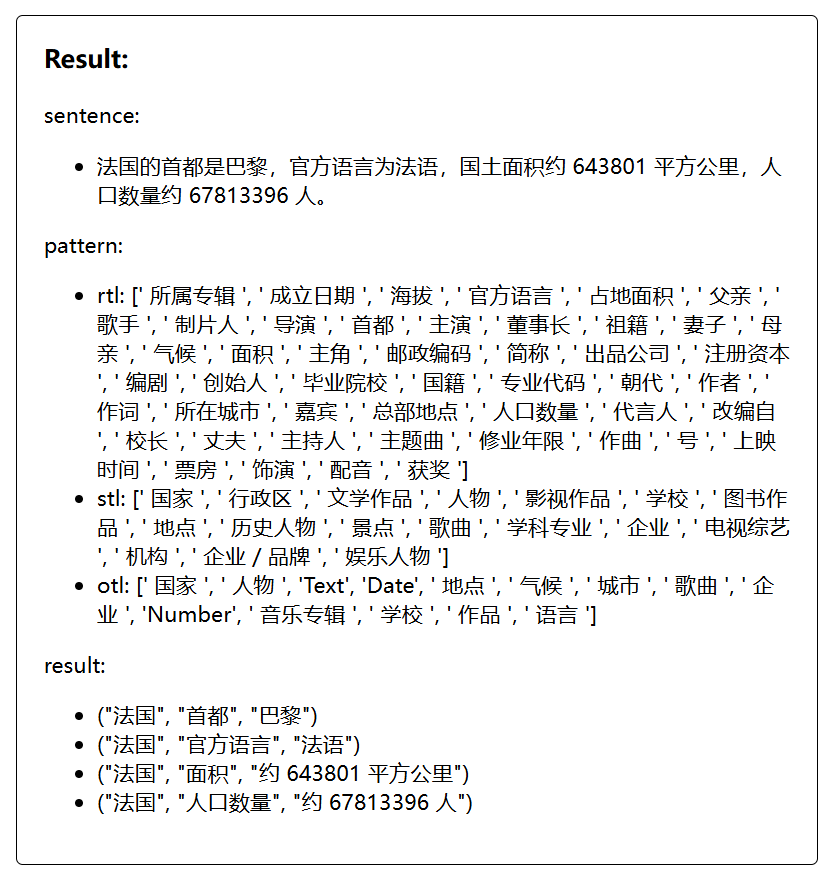 Result:
sentence:
• 法国的首都是巴黎，官方语言为法语，国土面积约 643801 平方公里，人
口数量约 67813396 人。
pattern:
• rtl: [' 所属专辑 ', ' 成立日期 ', ' 海拔 ', ' 官方语言 ', ' 占地面积 ', ' 父亲 ', '
歌手 ', ' 制片人 ', ' 导演 ', ' 首都 ', ' 主演 ', ' 董事长 ', ' 祖籍 ', ' 妻子 ', ' 母
亲 ', ' 气候 ', ' 面积 ', ' 主角 ', ' 邮政编码 ', ' 简称 ', ' 出品公司 ', ' 注册资本
', ' 编剧 ', ' 创始人 ', ' 毕业院校 ', ' 国籍 ', ' 专业代码 ', ' 朝代 ', ' 作者 ', '
作词 ', ' 所在城市 ', ' 嘉宾 ', ' 总部地点 ', ' 人口数量 ', ' 代言人 ', ' 改编自
', ' 校长 ', ' 丈夫 ', ' 主持人 ', ' 主题曲 ', ' 修业年限 ', ' 作曲 ', ' 号 ', ' 上映
时间 ', ' 票房 ', ' 饰演 ', ' 配音 ', ' 获奖 ']
• stl: [' 国家 ', ' 行政区 ', ' 文学作品 ', ' 人物 ', ' 影视作品 ', ' 学校 ', ' 图书作
品 ', ' 地点 ', ' 历史人物 ', ' 景点 ', ' 歌曲 ', ' 学科专业 ', ' 企业 ', ' 电视综艺
', ' 机构 ', ' 企业 / 品牌 ', ' 娱乐人物 ']
• otl: [' 国家 ', ' 人物 ', 'Text', 'Date', ' 地点 ', ' 气候 ', ' 城市 ', ' 歌曲 ', ' 企
业 ', 'Number', ' 音乐专辑 ', ' 学校 ', ' 作品 ', ' 语言 ']
result:
• ("法国", "首都", "巴黎")
• ("法国", "官方语言", "法语")
• ("法国", "面积", "约 643801 平方公里")
• ("法国", "人口数量", "约 67813396 人")